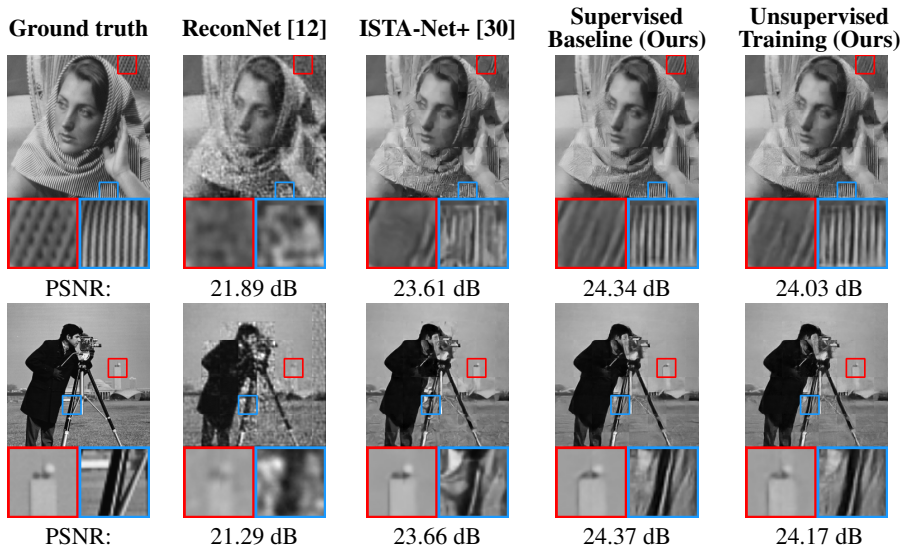 Ground truth
ReconNet [12]
ISTA-Net+ [30]
Supervised
Baseline (Ours)
Unsupervised
Training (Ours)
PSNR:
21.89 dB
23.61 dB
24.34 dB
24.03 dB
PSNR:
21.29 dB
23.66 dB
24.37 dB
24.17 dB